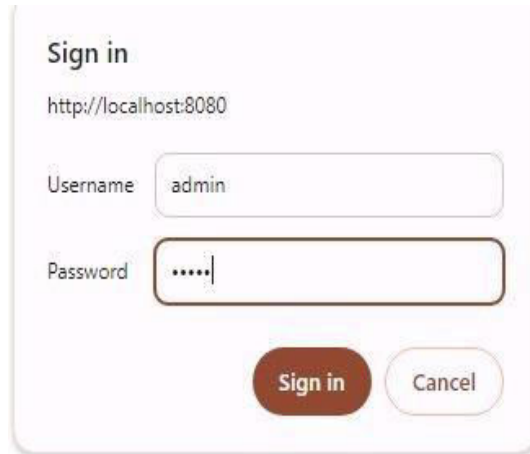 Sign in
http://localhost:8080
Username admin
Password •••••
Sign in Cancel